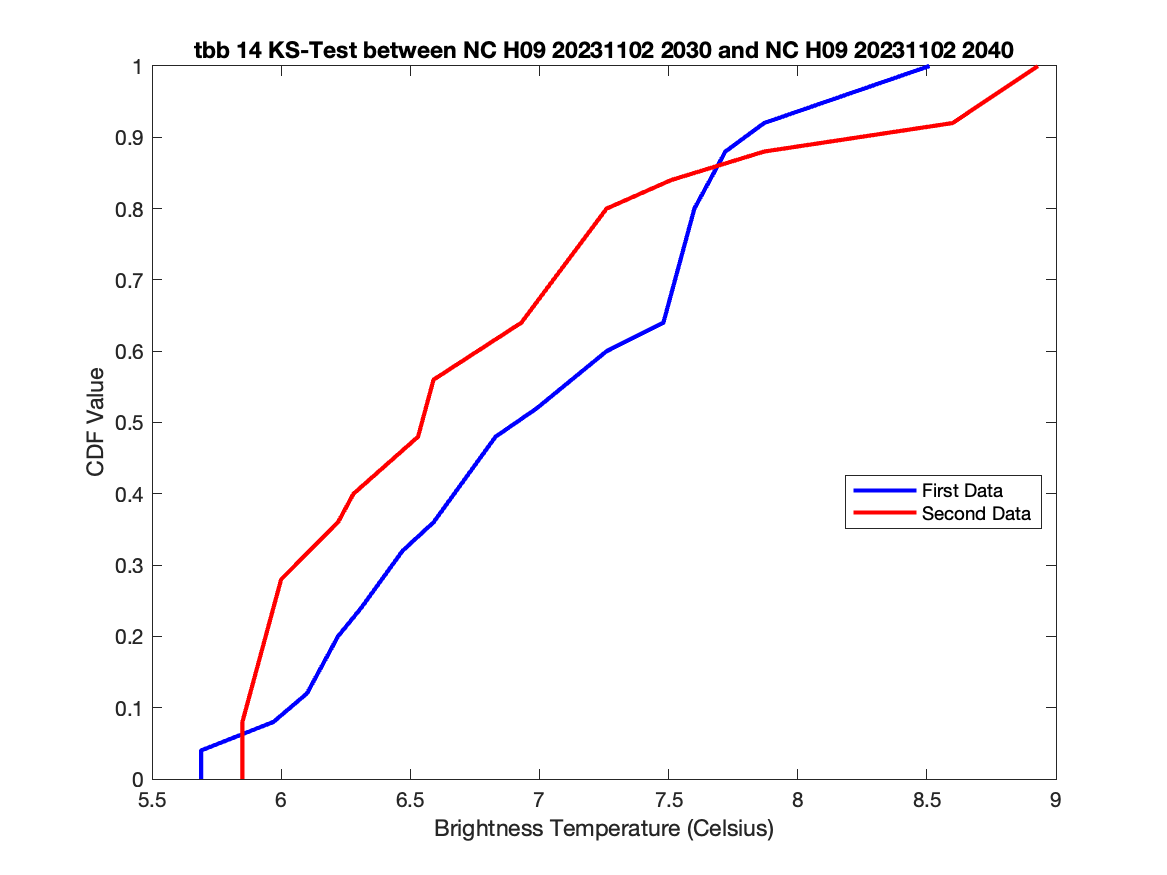 tbb 14 KS-Test between NC H09 20231102 2030 and NC H09 20231102 2040
1
0.9
0.8
0.7
0.6
0.5
0.4
0.3
0.2
0.1
0
CDF Value
First Data
Second Data
5.5 6 6.5 7 7.5 8 8.5 9
Brightness Temperature (Celsius)